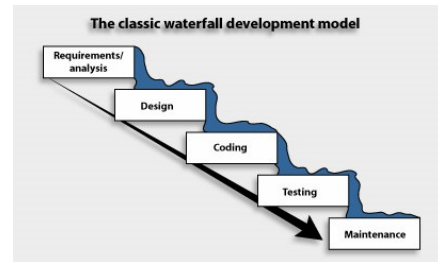 The classic waterfall development model
Requirements/
analysis
Design
Coding
Testing
Maintenance